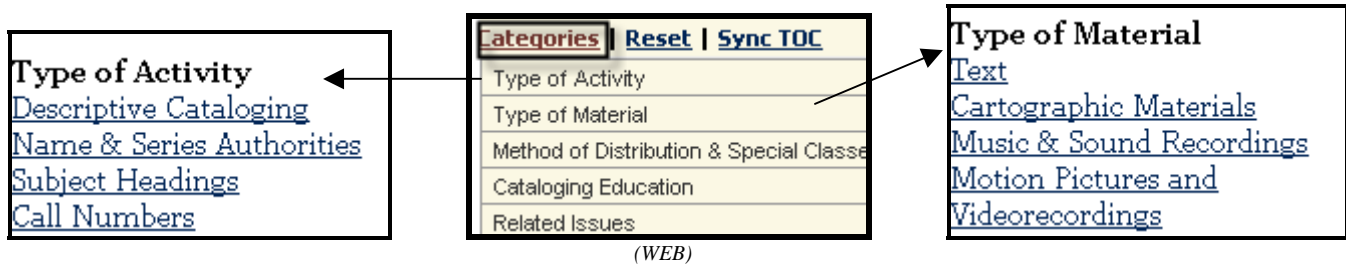 Type of Activity
Descriptive Cataloging
Name & Series Authorities
Subject Headings
Call Numbers
Categories | Reset | Sync TOC
Type of Activity
Type of Material
Method of Distribution & Special Classe
Cataloging Education
Related Issues
(WEB)
Type of Material
Text
Cartographic Materials
Music & Sound Recordings
Motion Pictures and
Videorecordings